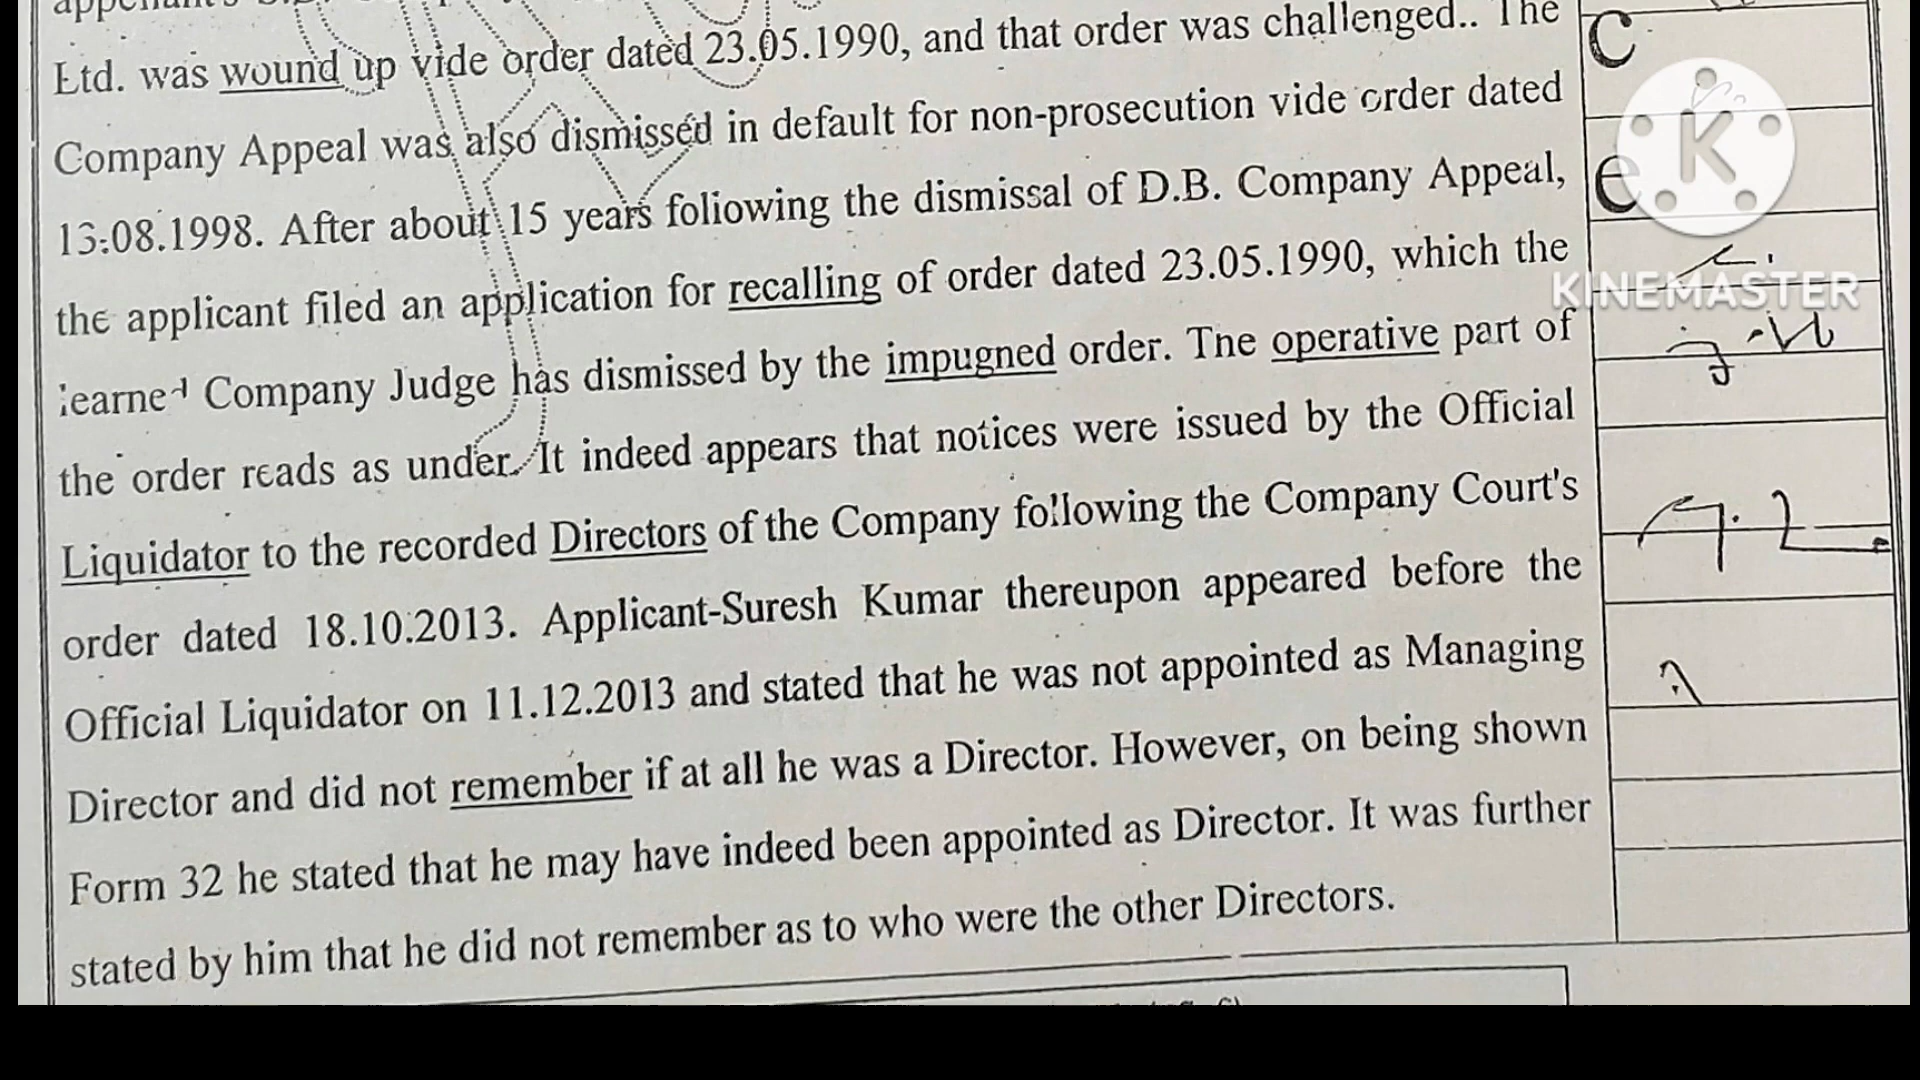 Ltd. was wound up vide order dated 23.05.1990, and that order was challenged.. The
Company Appeal was also dismissed in default for non-prosecution vide order dated
13.08.1998. After about 15 years following the dismissal of D.B. Company Appeal,
the applicant filed an application for recalling of order dated 23.05.1990, which the
learned Company Judge has dismissed by the impugned order. The operative part of
the order reads as under. It indeed appears that notices were issued by the Official
Liquidator to the recorded Directors of the Company following the Company Court's
order dated 18.10.2013. Applicant-Suresh Kumar thereupon appeared before the
Official Liquidator on 11.12.2013 and stated that he was not appointed as Managing
Director and did not remember if at all he was a Director. However, on being shown
Form 32 he stated that he may have indeed been appointed as Director. It was further
stated by him that he did not remember as to who were the other Directors.
C
e
K
KINEMASTER